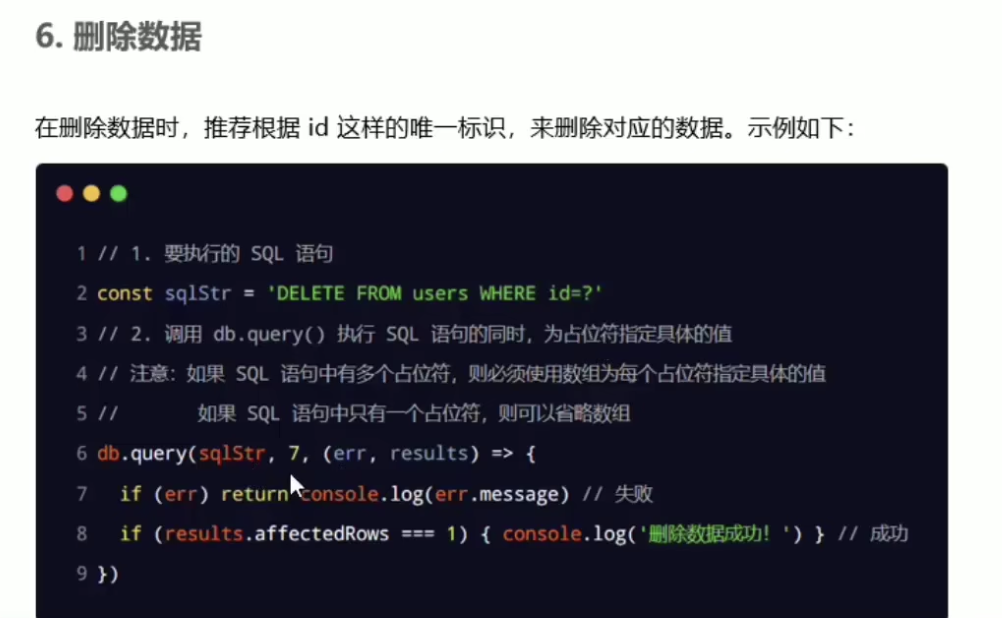 6. 删除数据
在删除数据时，推荐根据 id 这样的唯一标识，来删除对应的数据。示例如下：
1 // 1. 要执行的 SQL 语句
2 const sqlStr = 'DELETE FROM users WHERE id=?'
3 // 2. 调用 db.query() 执行 SQL 语句的同时，为占位符指定具体的值
4 // 注意：如果 SQL 语句中有多个占位符，则必须使用数组为每个占位符指定具体的值
5 //       如果 SQL 语句中只有一个占位符，则可以省略数组
6 db.query(sqlStr, 7, (err, results) => {
7   if (err) return console.log(err.message) // 失败
8   if (results.affectedRows === 1) { console.log('删除数据成功！') } // 成功
9 })